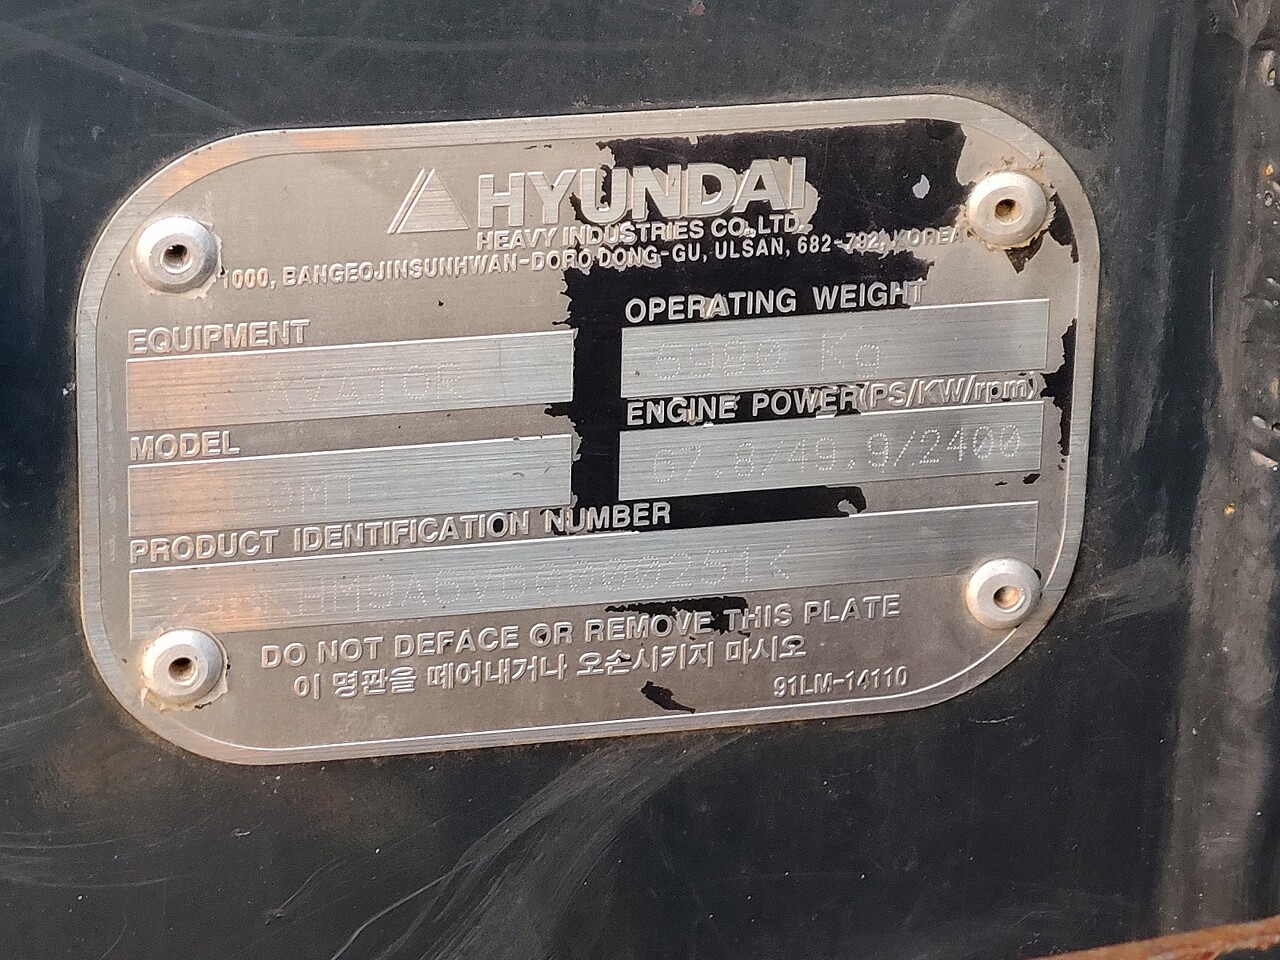 HYUNDAI
HEAVY INDUSTRIES CO.,LTD.
1000, BANGEOJINSUNHWAN-DORO DONG-GU, ULSAN, 682-792, KOREA
EQUIPMENT
OPERATING WEIGHT
5980 Kg
MODEL
ENGINE POWER(PS/KW/rpm)
67.8/49.9/2400
PRODUCT IDENTIFICATION NUMBER
DO NOT DEFACE OR REMOVE THIS PLATE
이 명판을 떼어내거나 오손시키지 마시오
91LM-14110